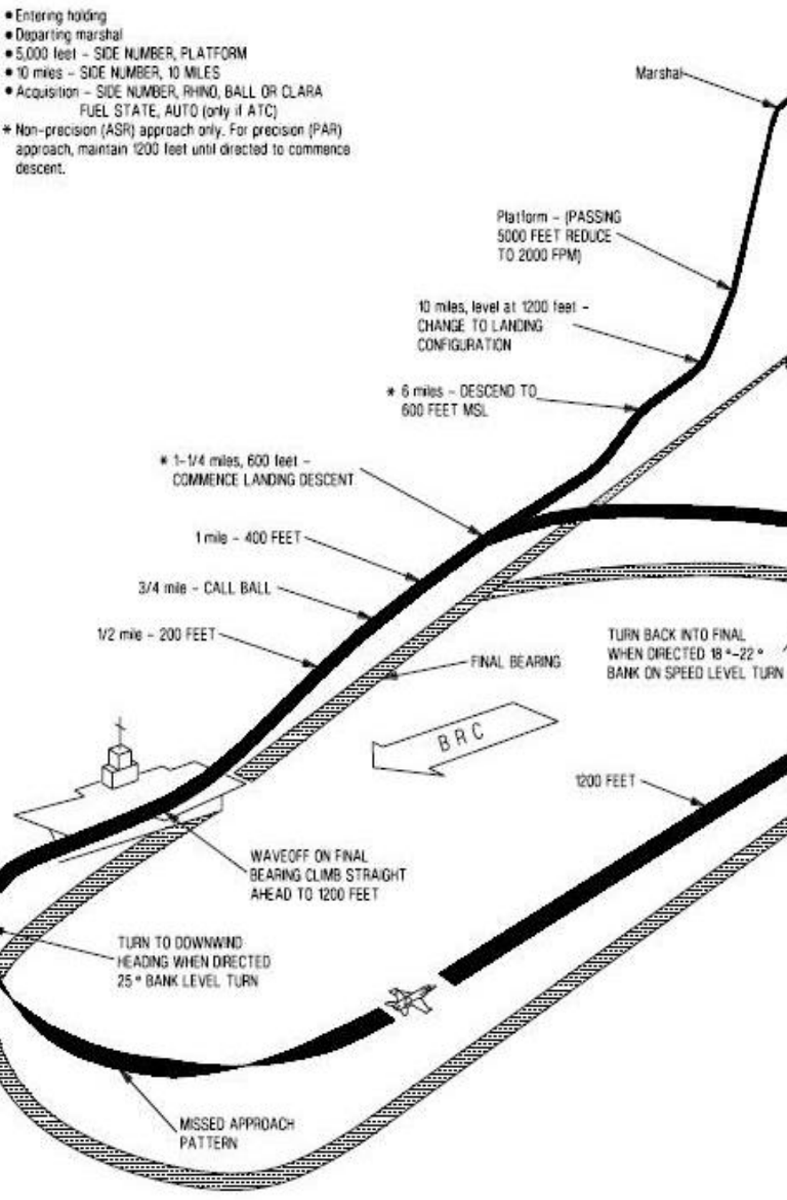 • Entering holding
• Departing marshal
• 5,000 feet - SIDE NUMBER, PLATFORM
• 10 miles - SIDE NUMBER, 10 MILES
• Acquisition - SIDE NUMBER, RHINO, BALL OR CLARA
FUEL STATE, AUTO (only if ATC)
* Non-precision (ASR) approach only. For precision (PAR)
approach, maintain 1200 feet until directed to commence
descent.
Marshal
Platform - (PASSING
5000 FEET REDUCE
TO 2000 FPM)
10 miles, level at 1200 feet -
CHANGE TO LANDING
CONFIGURATION
* 6 miles - DESCEND TO
600 FEET MSL
* 1-1/4 miles, 600 feet -
COMMENCE LANDING DESCENT
1 mile - 400 FEET
3/4 mile - CALL BALL
1/2 mile - 200 FEET
FINAL BEARING
TURN BACK INTO FINAL
WHEN DIRECTED 18°-22°
BANK ON SPEED LEVEL TURN
BRC
1200 FEET
WAVEOFF ON FINAL
BEARING CLIMB STRAIGHT
AHEAD TO 1200 FEET
TURN TO DOWNWIND
HEADING WHEN DIRECTED
25° BANK LEVEL TURN
MISSED APPROACH
PATTERN